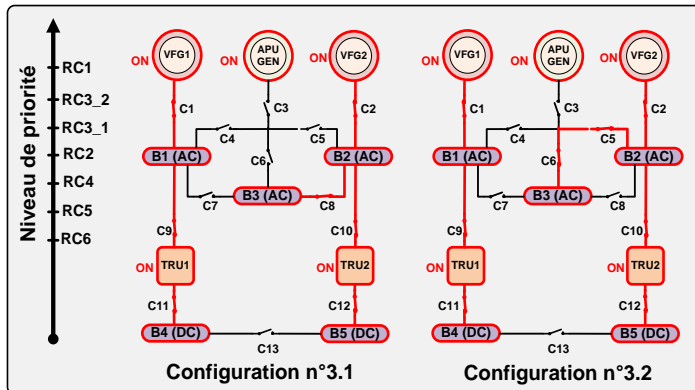 Niveau de priorité
RC1
RC3_2
RC3_1
RC2
RC4
RC5
RC6
ON
VFG1
ON
APU
GEN
ON
VFG2
C1
C3
C2
C4
C5
B1 (AC)
C6
B2 (AC)
B3 (AC)
C7
C8
C9
C10
ON
TRU1
ON
TRU2
C11
C12
B4 (DC)
B5 (DC)
C13
Configuration n°3.1
ON
VFG1
ON
APU
GEN
ON
VFG2
C1
C3
C2
C4
C5
B1 (AC)
C6
B2 (AC)
B3 (AC)
C7
C8
C9
C10
ON
TRU1
ON
TRU2
C11
C12
B4 (DC)
B5 (DC)
C13
Configuration n°3.2